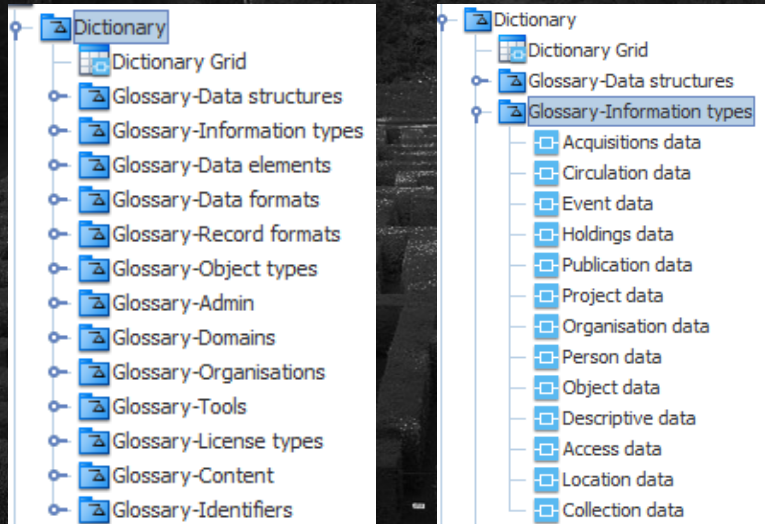 Dictionary
Dictionary Grid
Glossary-Data structures
Glossary-Information types
Glossary-Data elements
Glossary-Data formats
Glossary-Record formats
Glossary-Object types
Glossary-Admin
Glossary-Domains
Glossary-Organisations
Glossary-Tools
Glossary-License types
Glossary-Content
Glossary-Identifiers
Dictionary
Dictionary Grid
Glossary-Data structures
Glossary-Information types
Acquisitions data
Circulation data
Event data
Holdings data
Publication data
Project data
Organisation data
Person data
Object data
Descriptive data
Access data
Location data
Collection data